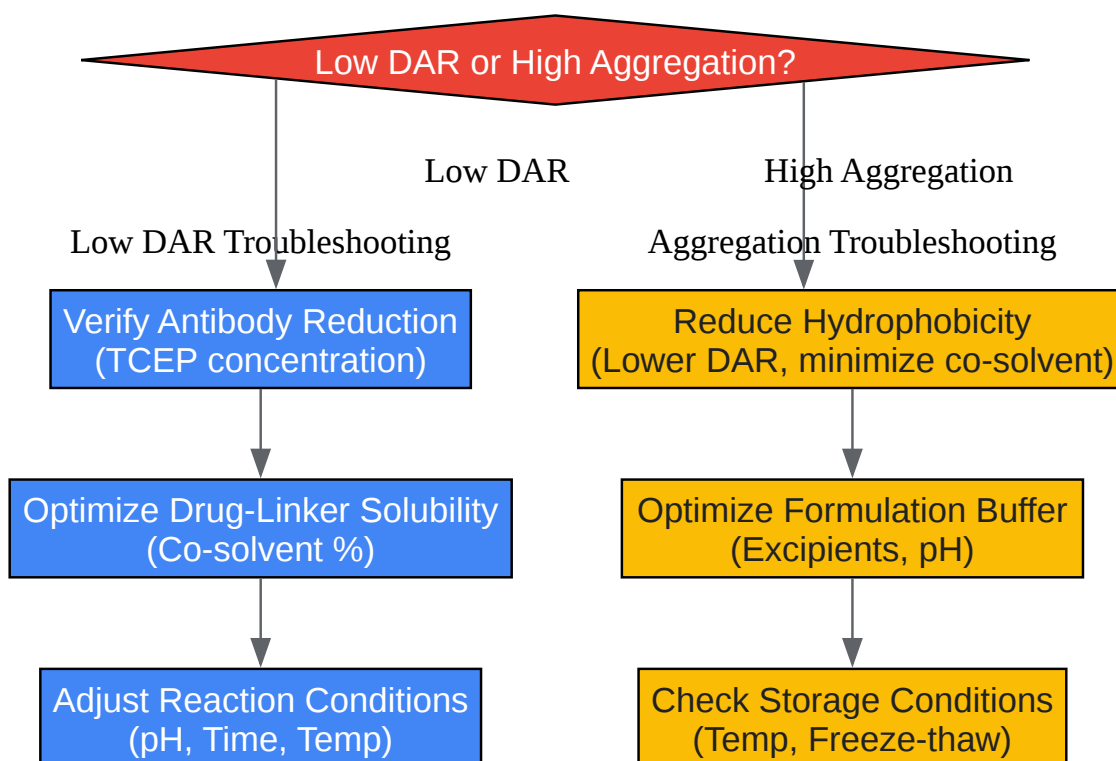 Low DAR or High Aggregation?
Low DAR
High Aggregation
Low DAR Troubleshooting
Aggregation Troubleshooting
Verify Antibody Reduction
(TCEP concentration)
Reduce Hydrophobicity
(Lower DAR, minimize co-solvent)
Optimize Drug-Linker Solubility
(Co-solvent %)
Optimize Formulation Buffer
(Excipients, pH)
Adjust Reaction Conditions
(pH, Time, Temp)
Check Storage Conditions
(Temp, Freeze-thaw)